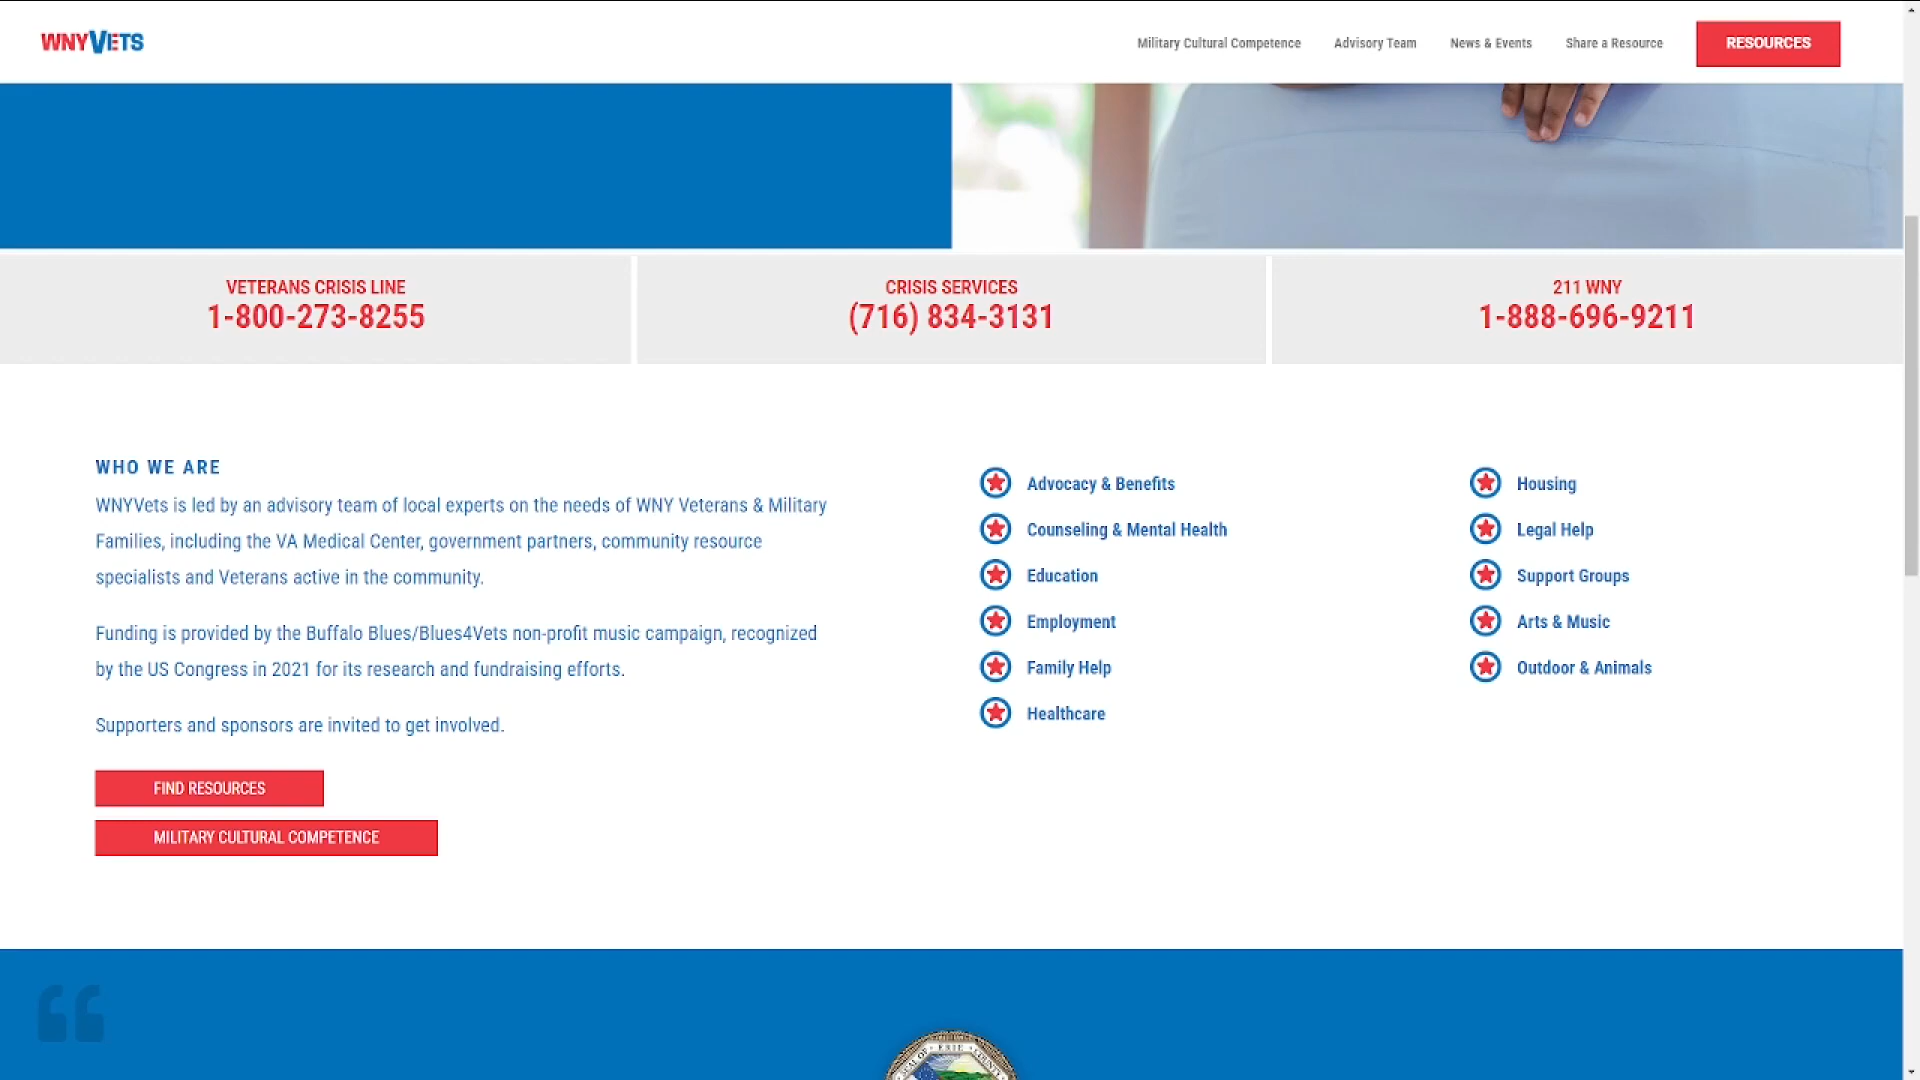 WNYVETS
Military Cultural Competence
Advisory Team
News & Events
Share a Resource
RESOURCES
VETERANS CRISIS LINE
1-800-273-8255
CRISIS SERVICES
(716) 834-3131
211 WNY
1-888-696-9211
WHO WE ARE
WNYVets is led by an advisory team of local experts on the needs of WNY Veterans & Military
Families, including the VA Medical Center, government partners, community resource
specialists and Veterans active in the community.
Funding is provided by the Buffalo Blues/Blues4Vets non-profit music campaign, recognized
by the US Congress in 2021 for its research and fundraising efforts.
Supporters and sponsors are invited to get involved.
FIND RESOURCES
MILITARY CULTURAL COMPETENCE
Advocacy & Benefits
Counseling & Mental Health
Education
Employment
Family Help
Healthcare
Housing
Legal Help
Support Groups
Arts & Music
Outdoor & Animals
SEAL OF ERIE COUNTY